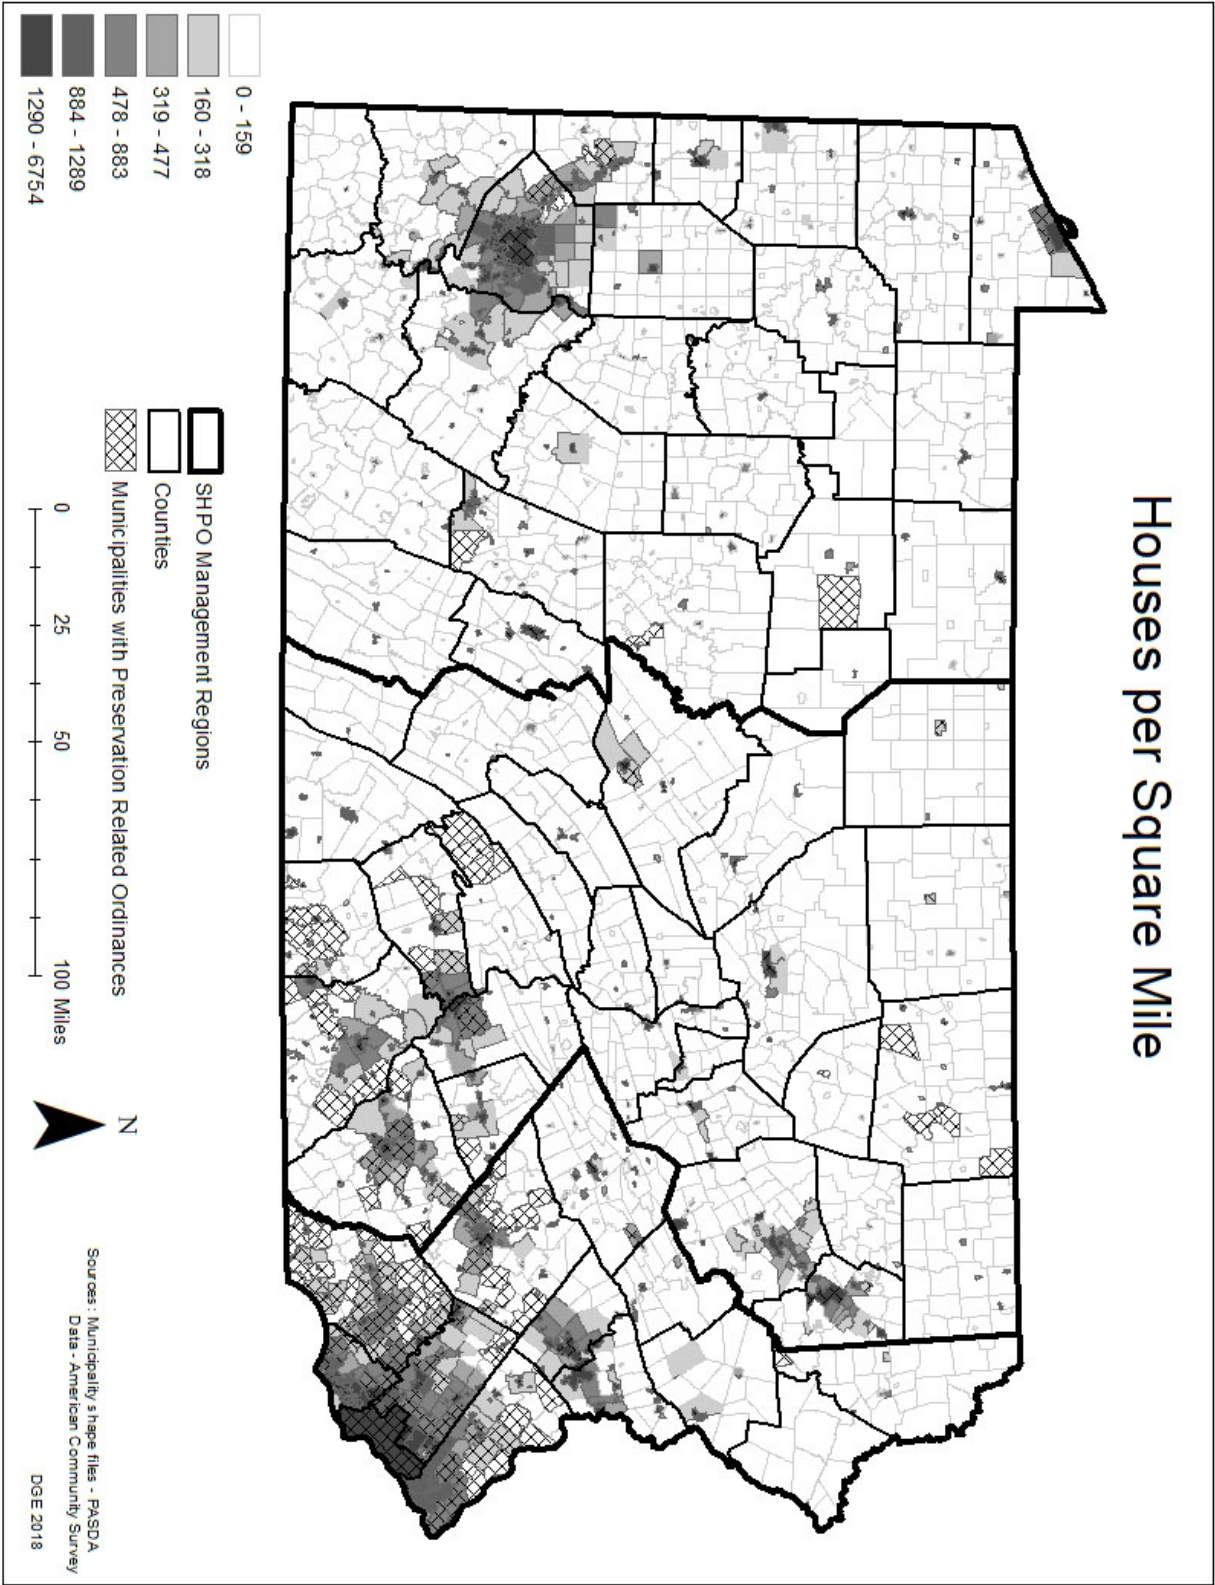 Houses per Square Mile
0 - 159
160 - 318
319 - 477
478 - 883
884 - 1289
1290 - 6754
SHPO Management Regions
Counties
Municipalities with Preservation Related Ordinances
0 25 50 100 Miles
N
Sources: Municipality shape files - PASDA
Data - American Community Survey
DGE 2018